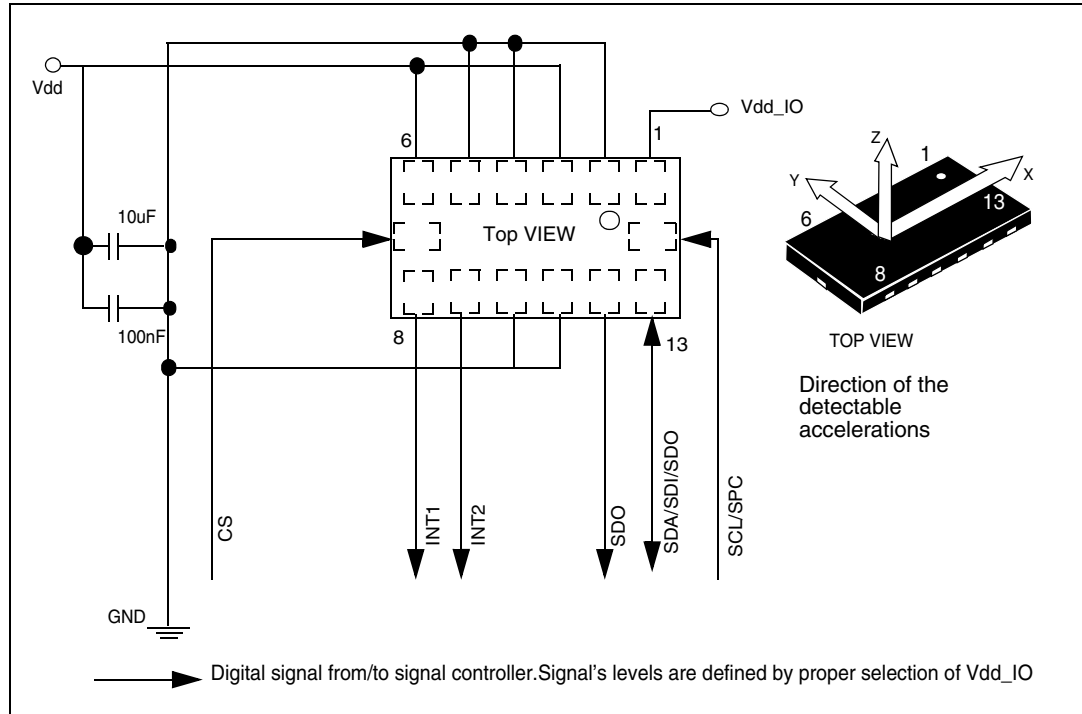 Vdd
Vdd_IO
6
1
Top VIEW
10uF
100nF
8
13
CS
INT1
INT2
SDO
SDA/SDI/SDO
SCL/SPC
GND
Z
1
Y
X
6
13
8
TOP VIEW
Direction of the
detectable
accelerations
Digital signal from/to signal controller.Signal's levels are defined by proper selection of Vdd_IO